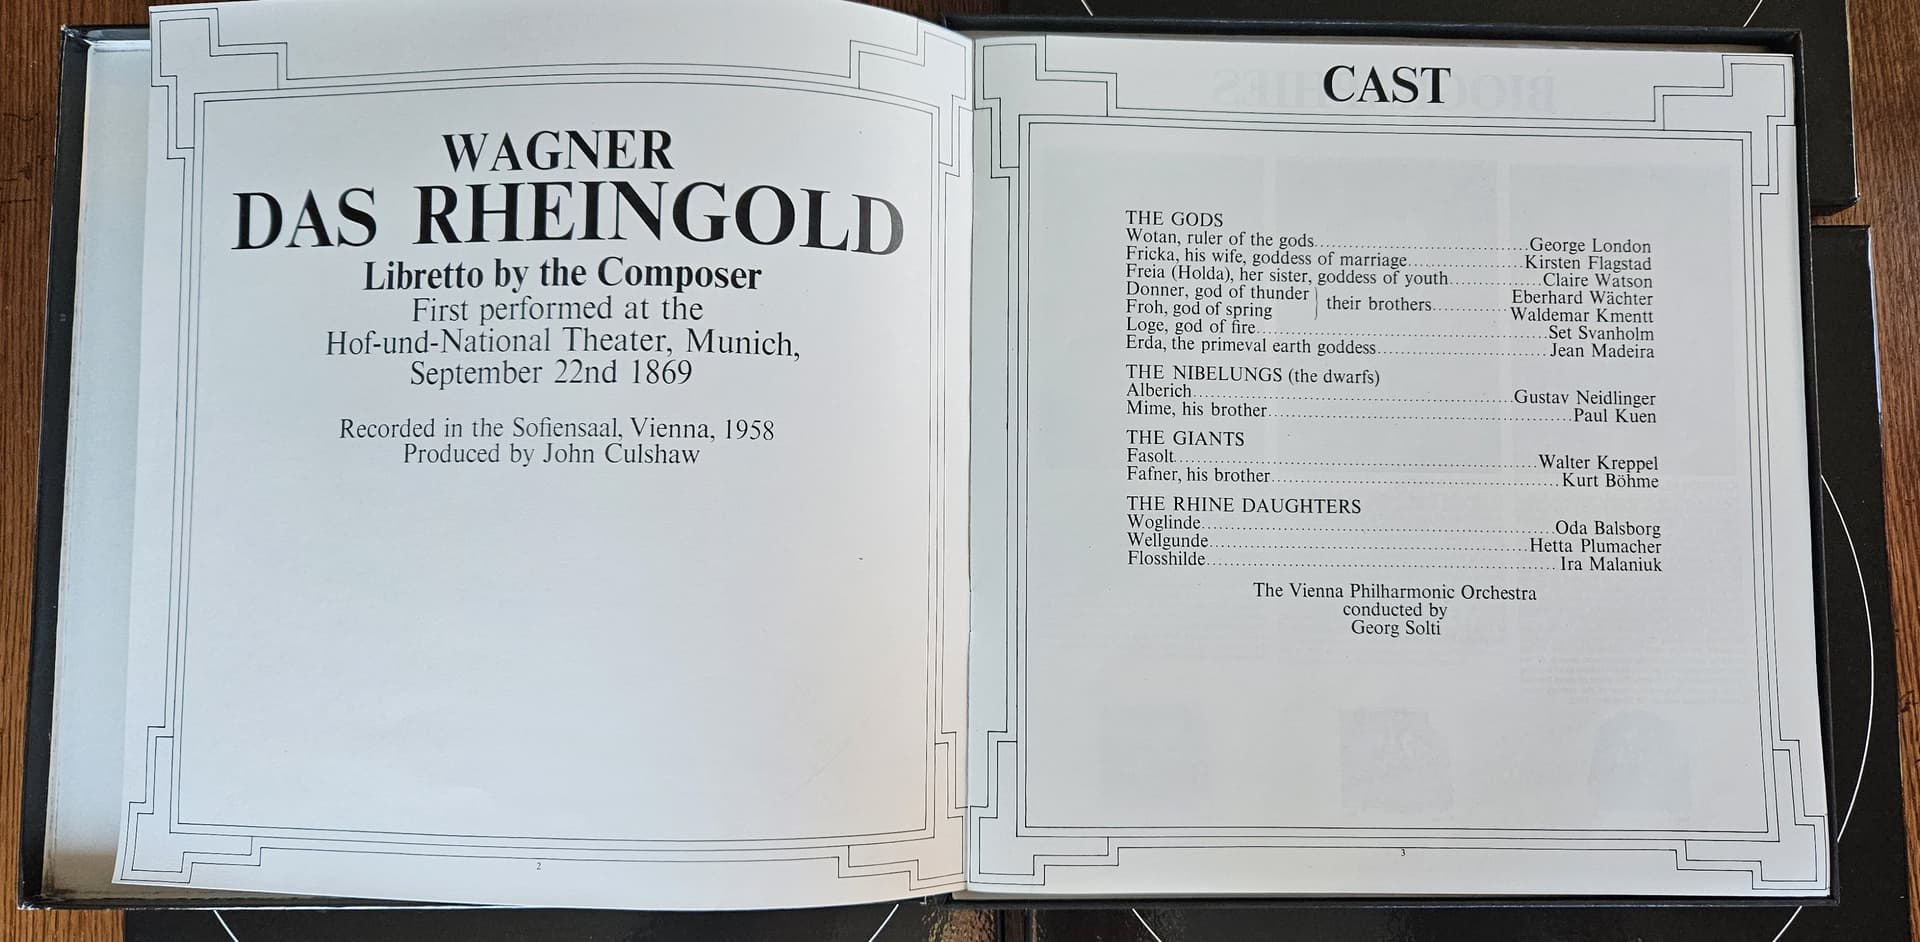 WAGNER
DAS RHEINGOLD
Libretto by the Composer
First performed at the
Hof-und-National Theater, Munich,
September 22nd 1869
Recorded in the Sofiensaal, Vienna, 1958
Produced by John Culshaw
2
CAST
THE GODS
Wotan, ruler of the gods........................................George London
Fricka, his wife, goddess of marriage......................Kirsten Flagstad
Freia (Holda), her sister, goddess of youth.................Claire Watson
Donner, god of thunder } their brothers.............. Eberhard Wächter
Froh, god of spring Waldemar Kmentt
Loge, god of fire......................................................Set Svanholm
Erda, the primeval earth goddess...............................Jean Madeira
THE NIBELUNGS (the dwarfs)
Alberich............................................................Gustav Neidlinger
Mime, his brother.........................................................Paul Kuen
THE GIANTS
Fasolt..................................................................Walter Kreppel
Fafner, his brother.....................................................Kurt Böhme
THE RHINE DAUGHTERS
Woglinde.................................................................Oda Balsborg
Wellgunde...........................................................Hetta Plumacher
Flosshilde................................................................Ira Malaniuk
The Vienna Philharmonic Orchestra
conducted by
Georg Solti
3